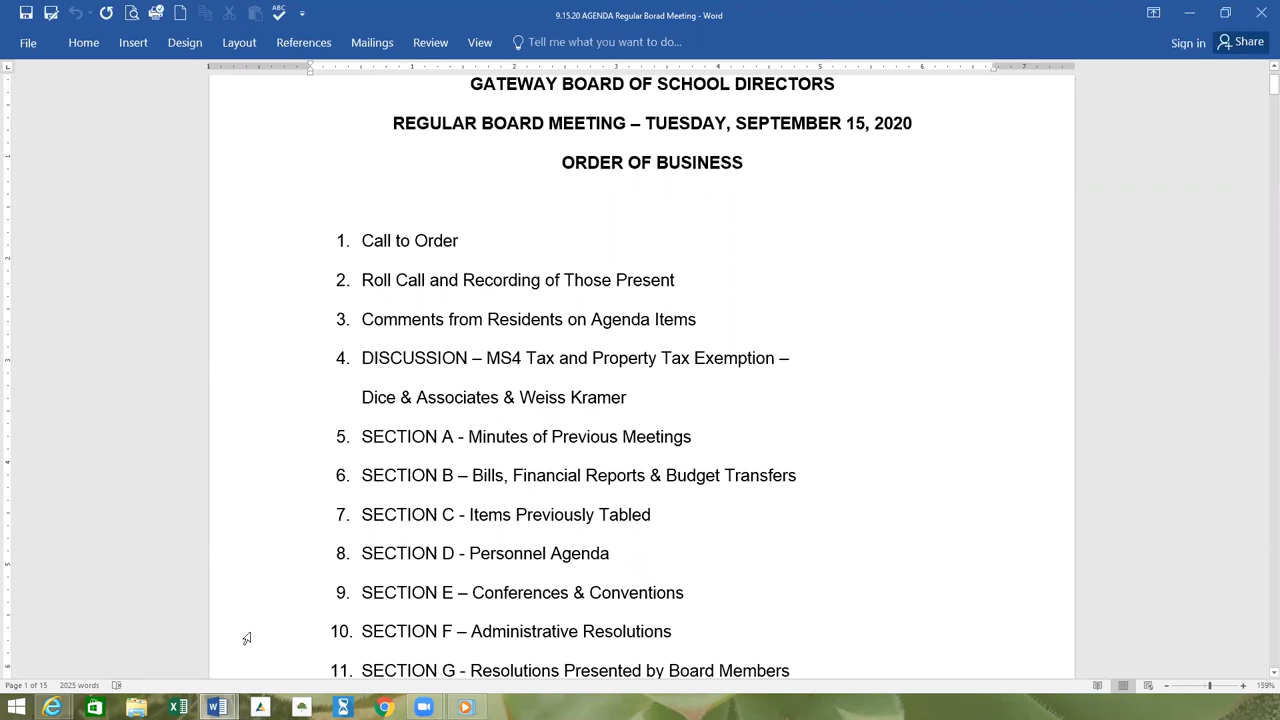 ABC
9.15.20 AGENDA Regular Borad Meeting - Word
File Home Insert Design Layout References Mailings Review View Tell me what you want to do... Sign in Share
GATEWAY BOARD OF SCHOOL DIRECTORS
REGULAR BOARD MEETING – TUESDAY, SEPTEMBER 15, 2020
ORDER OF BUSINESS
1. Call to Order
2. Roll Call and Recording of Those Present
3. Comments from Residents on Agenda Items
4. DISCUSSION – MS4 Tax and Property Tax Exemption –
Dice & Associates & Weiss Kramer
5. SECTION A - Minutes of Previous Meetings
6. SECTION B – Bills, Financial Reports & Budget Transfers
7. SECTION C - Items Previously Tabled
8. SECTION D - Personnel Agenda
9. SECTION E – Conferences & Conventions
10. SECTION F – Administrative Resolutions
11. SECTION G - Resolutions Presented by Board Members
Page 1 of 15 2025 words 159%